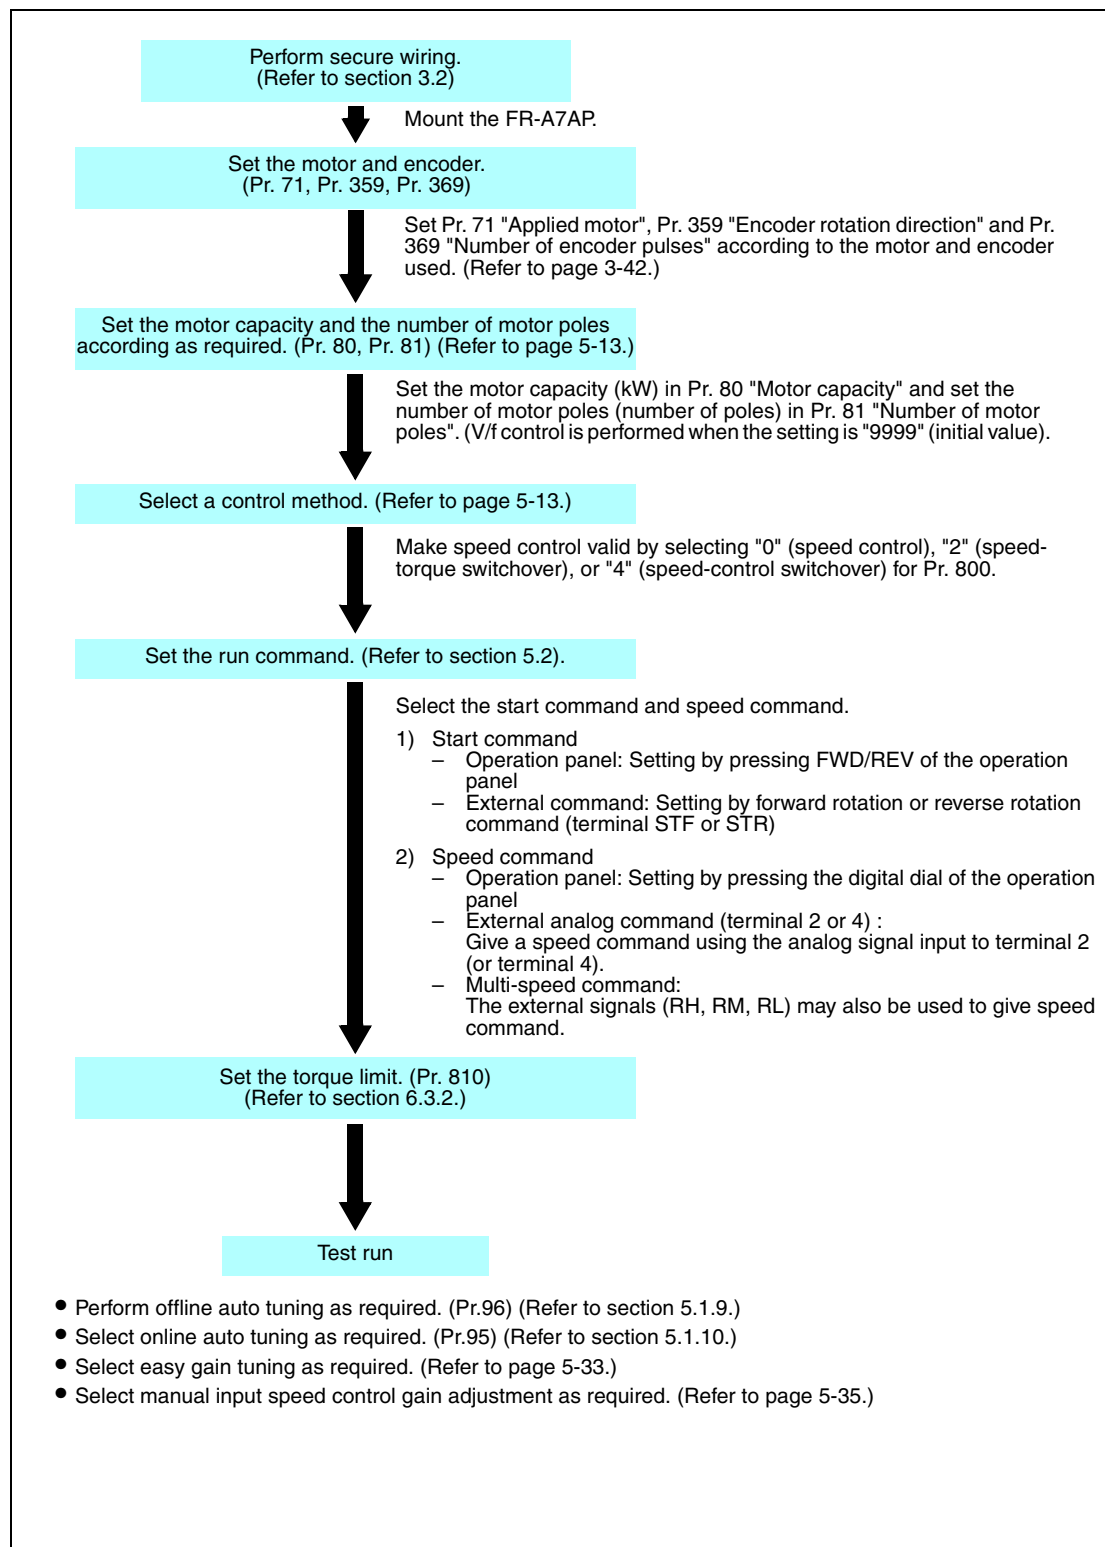 Perform secure wiring.
(Refer to section 3.2)
Mount the FR-A7AP.
Set the motor and encoder.
(Pr. 71, Pr. 359, Pr. 369)
Set Pr. 71 "Applied motor", Pr. 359 "Encoder rotation direction" and Pr.
369 "Number of encoder pulses" according to the motor and encoder
used. (Refer to page 3-42.)
Set the motor capacity and the number of motor poles
according as required. (Pr. 80, Pr. 81) (Refer to page 5-13.)
Set the motor capacity (kW) in Pr. 80 "Motor capacity" and set the
number of motor poles (number of poles) in Pr. 81 "Number of motor
poles". (V/f control is performed when the setting is "9999" (initial value).
Select a control method. (Refer to page 5-13.)
Make speed control valid by selecting "0" (speed control), "2" (speed-
torque switchover), or "4" (speed-control switchover) for Pr. 800.
Set the run command. (Refer to section 5.2).
Select the start command and speed command.
1) Start command
– Operation panel: Setting by pressing FWD/REV of the operation
panel
– External command: Setting by forward rotation or reverse rotation
command (terminal STF or STR)
2) Speed command
– Operation panel: Setting by pressing the digital dial of the operation
panel
– External analog command (terminal 2 or 4) :
Give a speed command using the analog signal input to terminal 2
(or terminal 4).
– Multi-speed command:
The external signals (RH, RM, RL) may also be used to give speed
command.
Set the torque limit. (Pr. 810)
(Refer to section 6.3.2.)
Test run
● Perform offline auto tuning as required. (Pr.96) (Refer to section 5.1.9.)
● Select online auto tuning as required. (Pr.95) (Refer to section 5.1.10.)
● Select easy gain tuning as required. (Refer to page 5-33.)
● Select manual input speed control gain adjustment as required. (Refer to page 5-35.)